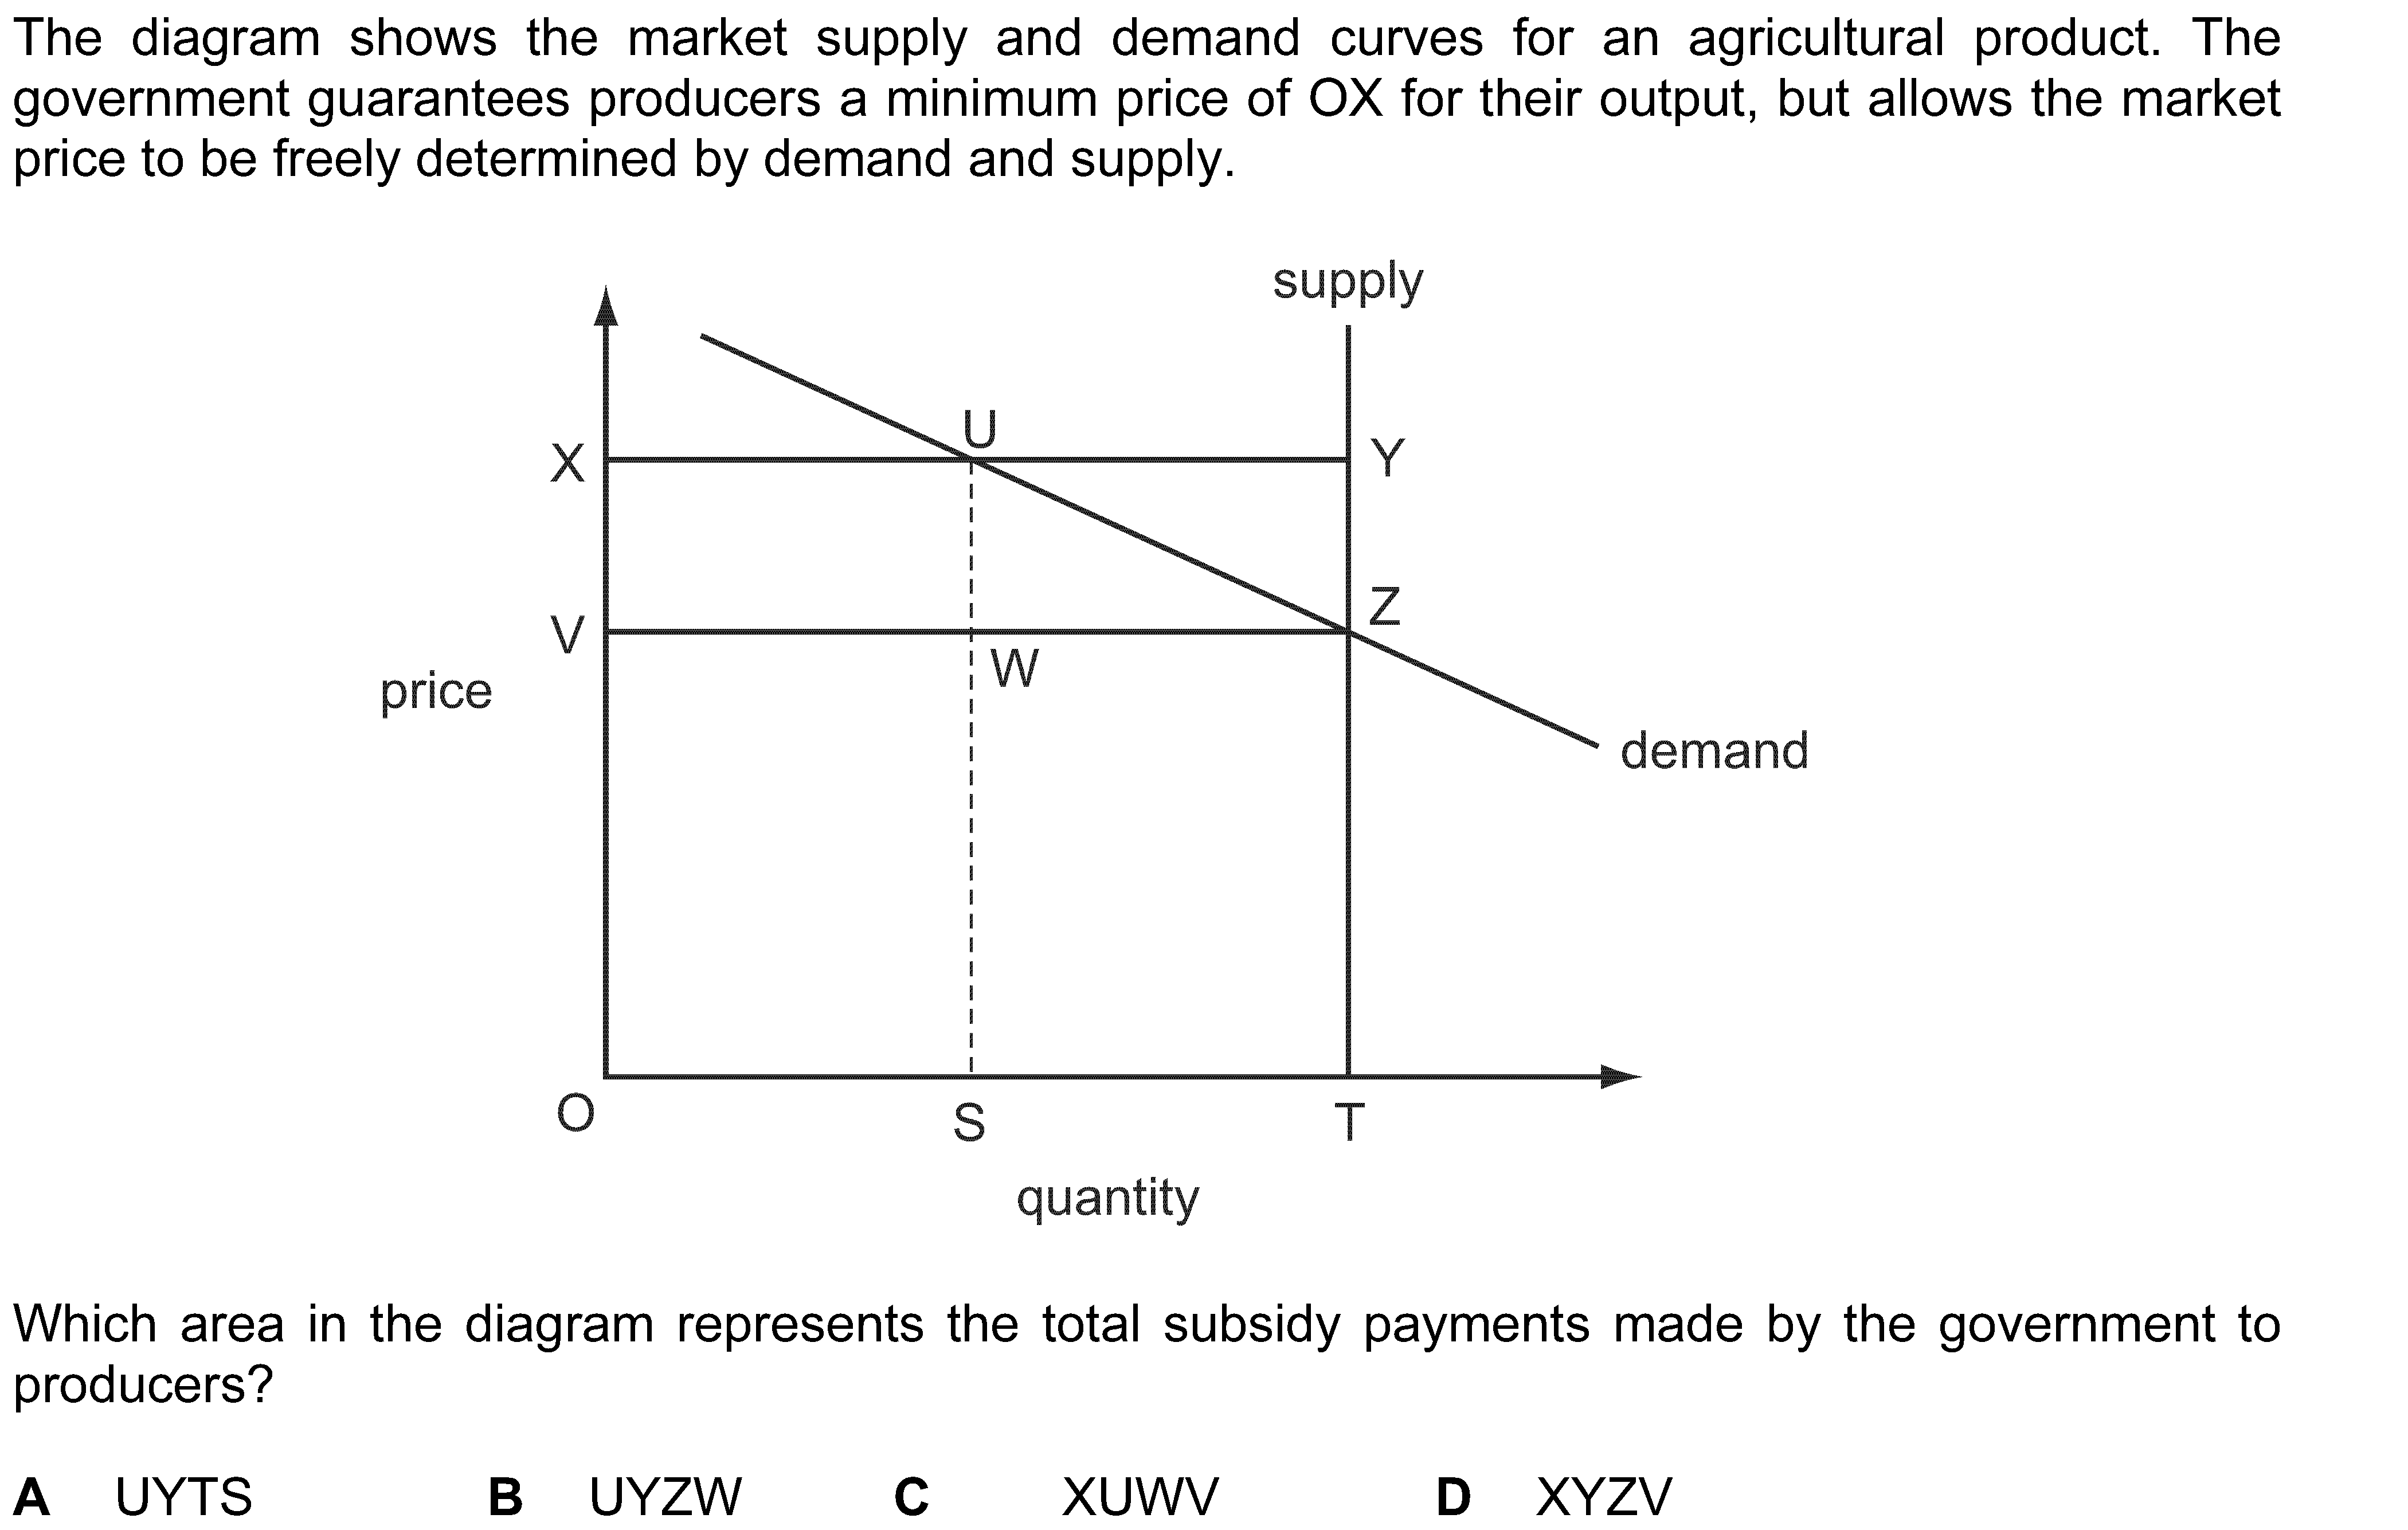 The diagram shows the market supply and demand curves for an agricultural product. The
government guarantees producers a minimum price of OX for their output, but allows the market
price to be freely determined by demand and supply.
supply
U
X
Y
Z
V
W
price
demand
O
S
T
quantity
Which area in the diagram represents the total subsidy payments made by the government to
producers?
A UYTS B UYZW C XUWV D XYZV